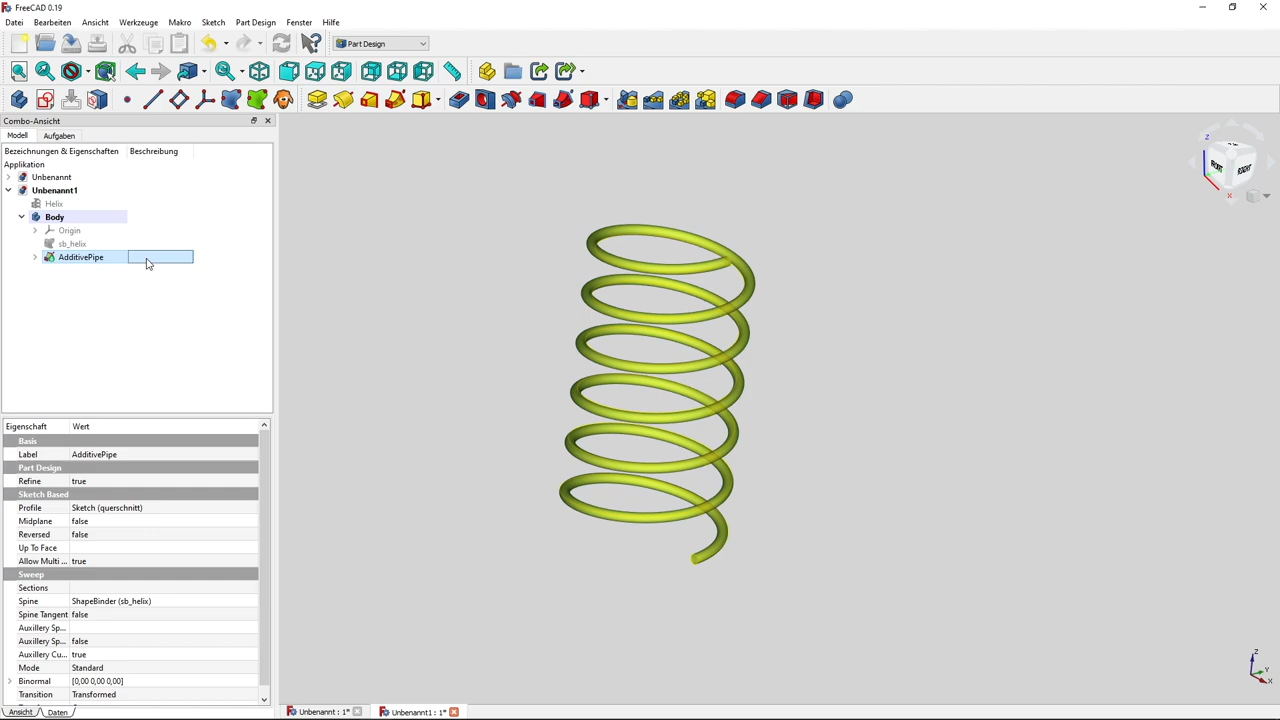 FreeCAD 0.19
Datei Bearbeiten Ansicht Werkzeuge Makro Sketch Part Design Fenster Hilfe
Part Design
Combo-Ansicht
Modell Aufgaben
Bezeichnungen & Eigenschaften Beschreibung
Applikation
Unbenannt
Unbenannt1
Helix
Body
Origin
sb_helix
AdditivePipe
Eigenschaft Wert
Basis
Label AdditivePipe
Part Design
Refine true
Sketch Based
Profile Sketch (querschnitt)
Midplane false
Reversed false
Up To Face
Allow Multi ... true
Sweep
Sections
Spine ShapeBinder (sb_helix)
Spine Tangent false
Auxillery Sp...
Auxillery Sp... false
Auxillery Cu... true
Mode Standard
Binormal [0,00 0,00 0,00]
Transition Transformed
Ansicht Daten
Unbenannt : 1* Unbenannt1 : 1*
Z
FRONT
RIGHT
X
Z
Y
X